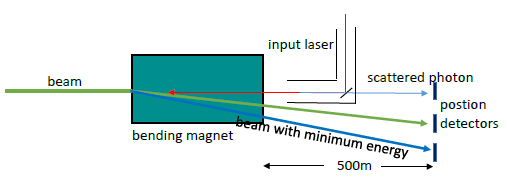 input laser
beam
scattered photon
postion
detectors
bending magnet
beam with minimum energy
500m